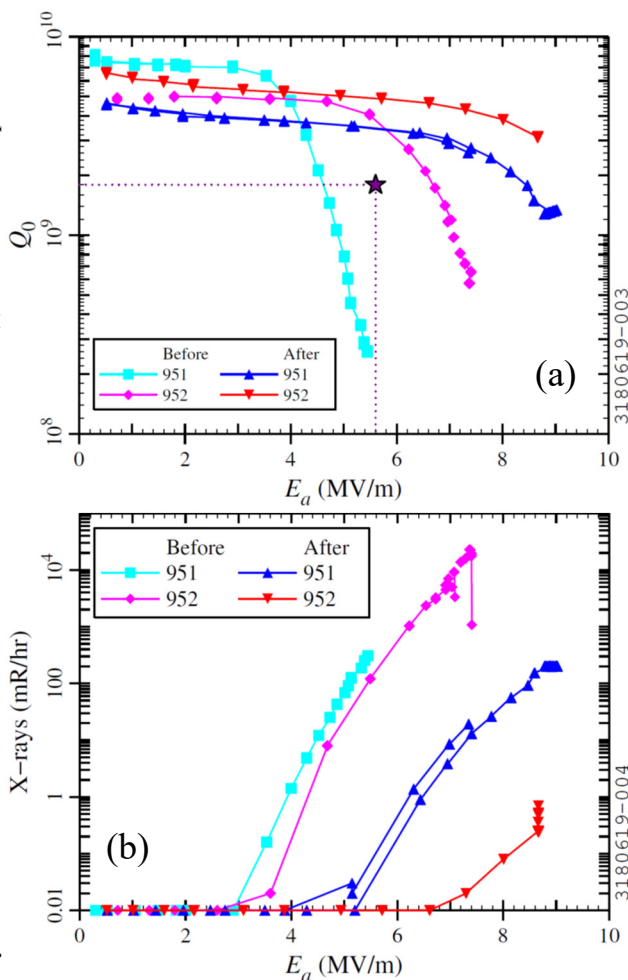 10^10
Q_0
10^9
10^8
Before After
951 951
952 952
(a)
3180619-003
0 2 4 6 8 10
E_a (MV/m)
Before After
951 951
952 952
10^4
100
1
0.01
X-rays (mR/hr)
(b)
3180619-004
0 2 4 6 8 10
E_a (MV/m)